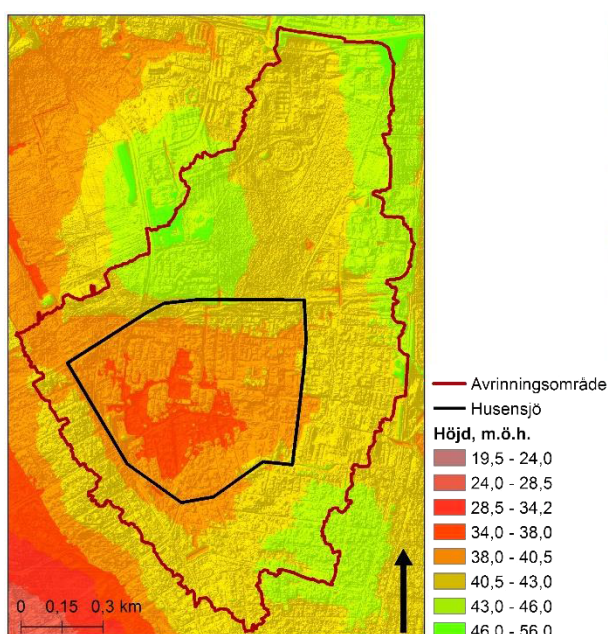 Avrinningsområde
Husensjö
Höjd, m.ö.h.
19,5 - 24,0
24,0 - 28,5
28,5 - 34,2
34,0 - 38,0
38,0 - 40,5
40,5 - 43,0
43,0 - 46,0
46,0 - 56,0
0 0,15 0,3 km